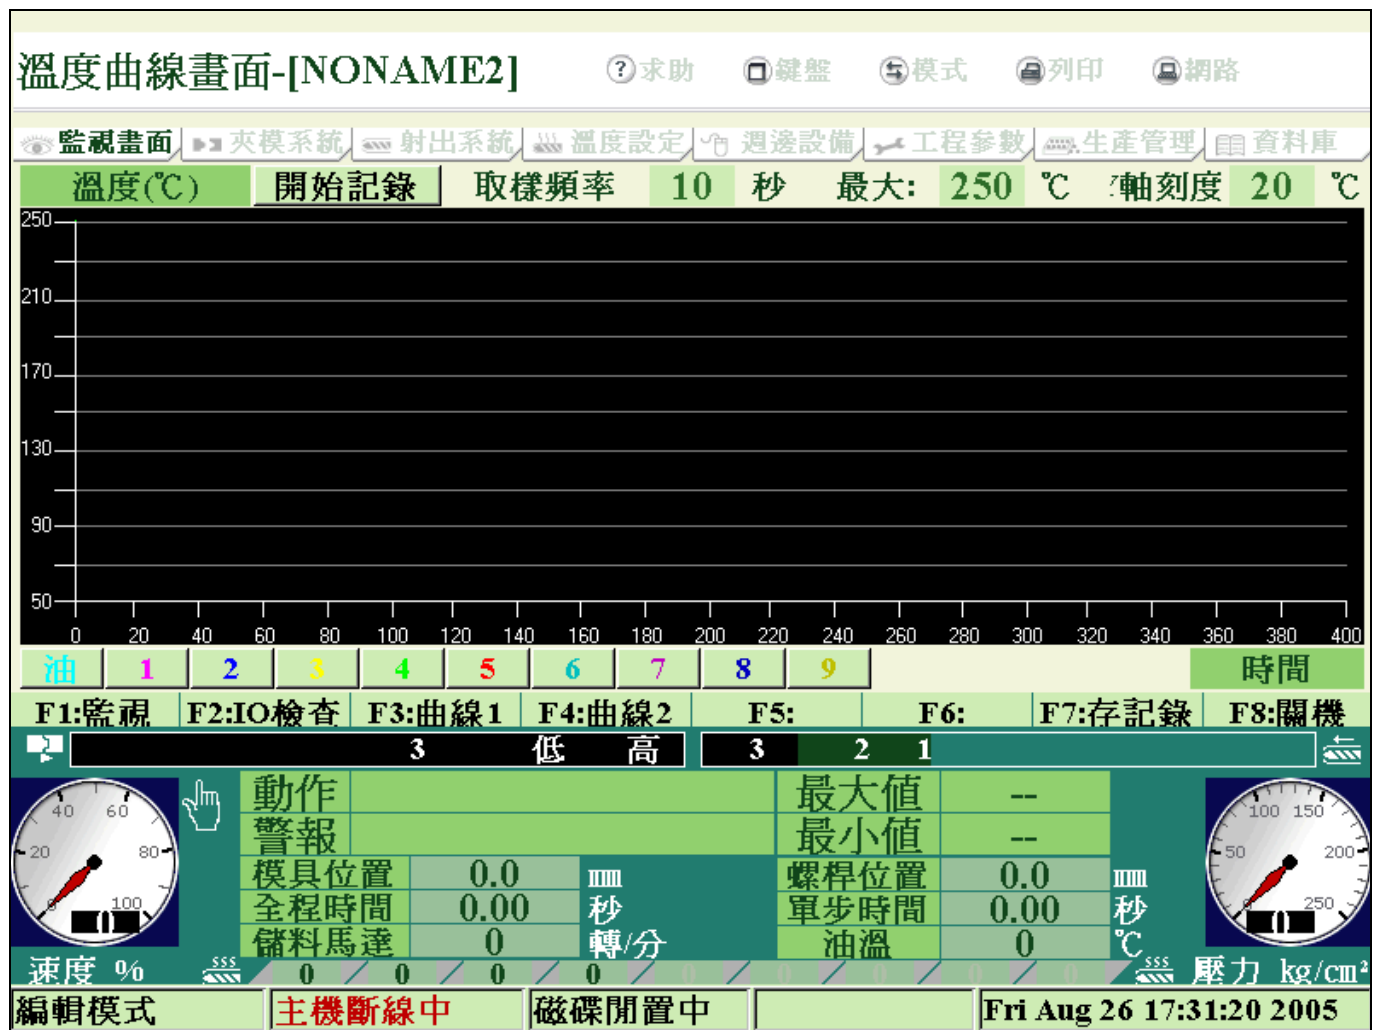 溫度曲線畫面-[NONAME2] 求助 鍵盤 模式 列印 網路
監視畫面 夾模系統 射出系統 溫度設定 週邊設備 工程參數 生產管理 資料庫
溫度(℃) 開始記錄 取樣頻率 10 秒 最大: 250 ℃ 軸刻度 20 ℃
250
210
170
130
90
50
0 20 40 60 80 100 120 140 160 180 200 220 240 260 280 300 320 340 360 380 400
油 1 2 3 4 5 6 7 8 9 時間
F1:監視 F2:IO檢查 F3:曲線1 F4:曲線2 F5: F6: F7:存記錄 F8:關機
3 低 高 3 2 1
動作 最大值 --
警報 最小值 --
模具位置 0.0 mm 螺桿位置 0.0 mm
全程時間 0.00 秒 單步時間 0.00 秒
儲料馬達 0 轉/分 油溫 0 ℃
0 20 40 60 80 100 0
50 100 150 200 250 0
速度 % 0 0 0 0 0 0 0 0 0 壓力 kg/cm²
編輯模式 主機斷線中 磁碟閒置中 Fri Aug 26 17:31:20 2005